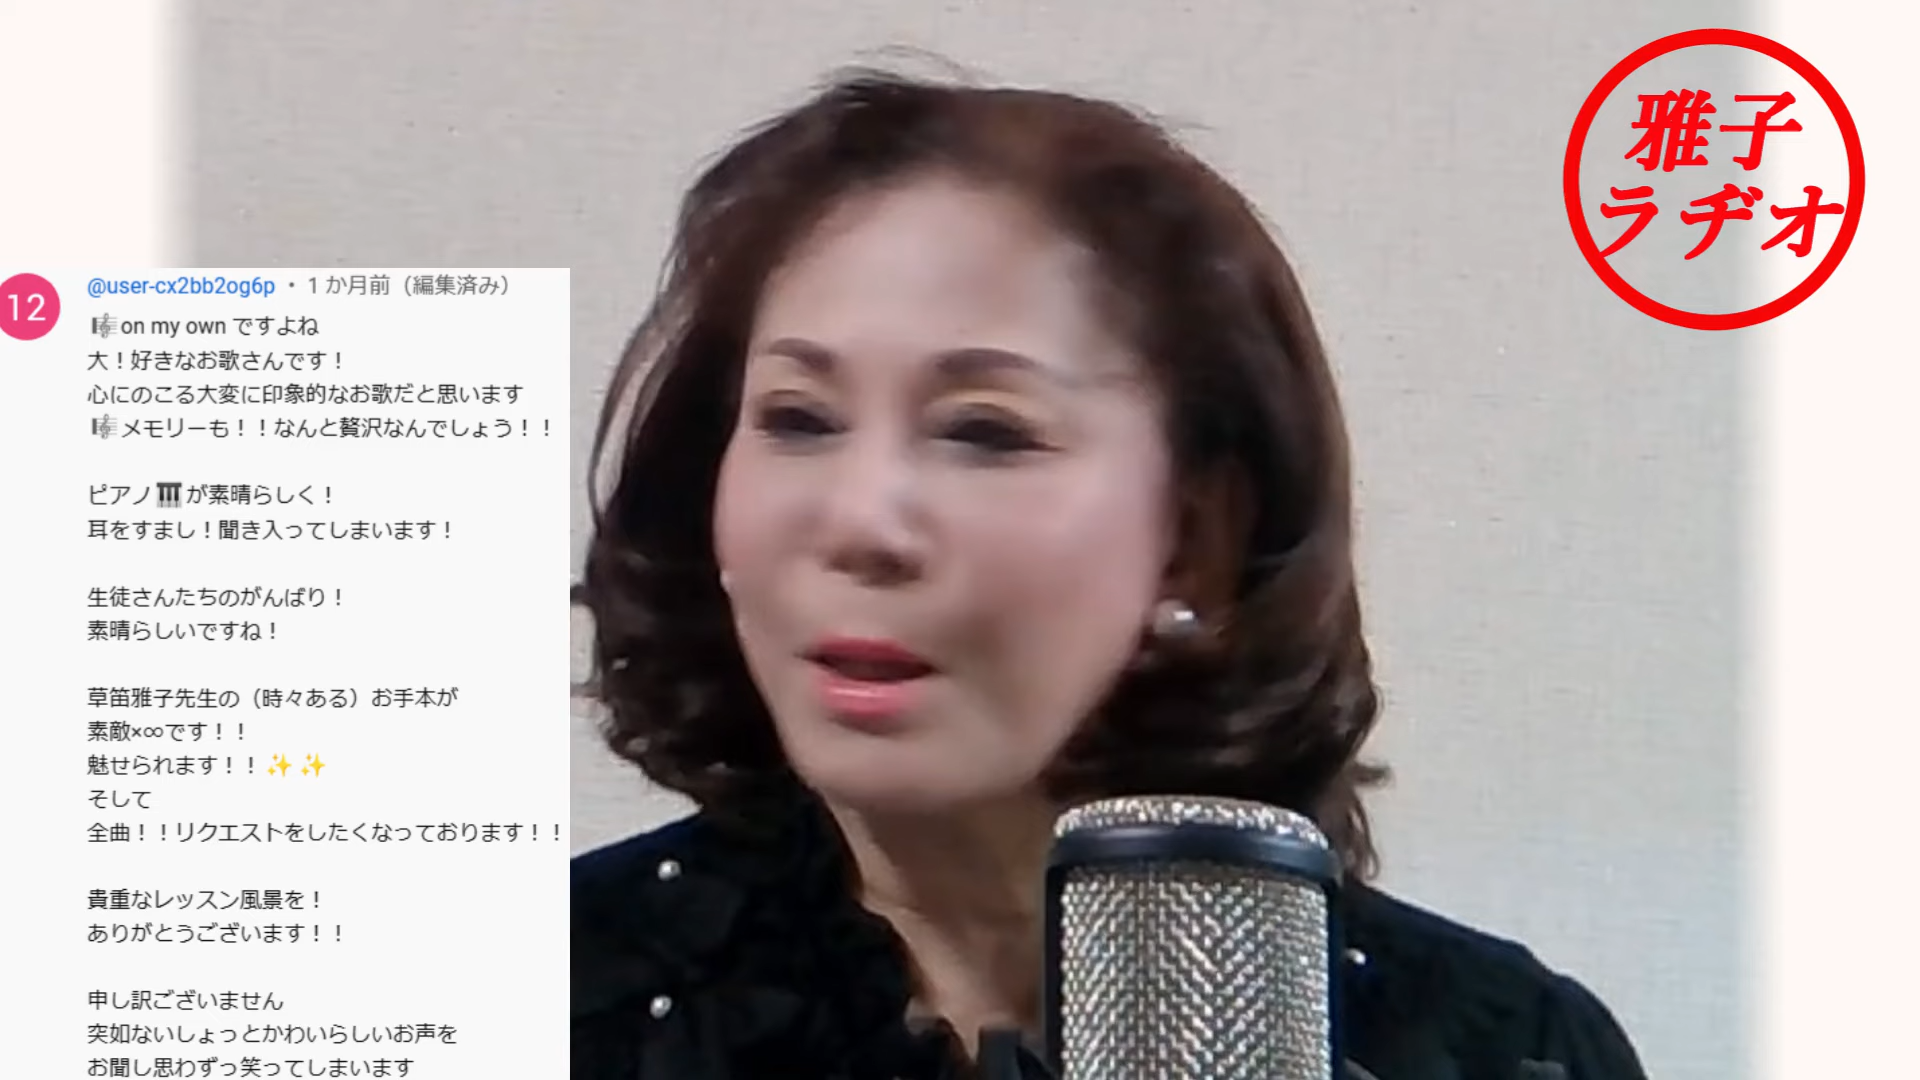 雅子
ラヂオ
12
@user-cx2bb2og6p ・ 1 か月前（編集済み）
🎼on my own ですよね
大！好きなお歌さんです！
心にのこる大変に印象的なお歌だと思います
🎼メモリーも！！なんと贅沢なんでしょう！！
ピアノ🎹が素晴らしく！
耳をすまし！聞き入ってしまいます！
生徒さんたちのがんばり！
素晴らしいですね！
草笛雅子先生の（時々ある）お手本が
素敵×∞です！！
魅せられます！！✨✨
そして
全曲！！リクエストをしたくなっております！！
貴重なレッスン風景を！
ありがとうございます！！
申し訳ございません
突如ないしょっとかわいらしいお声を
お聞し思わずっ笑ってしまいます